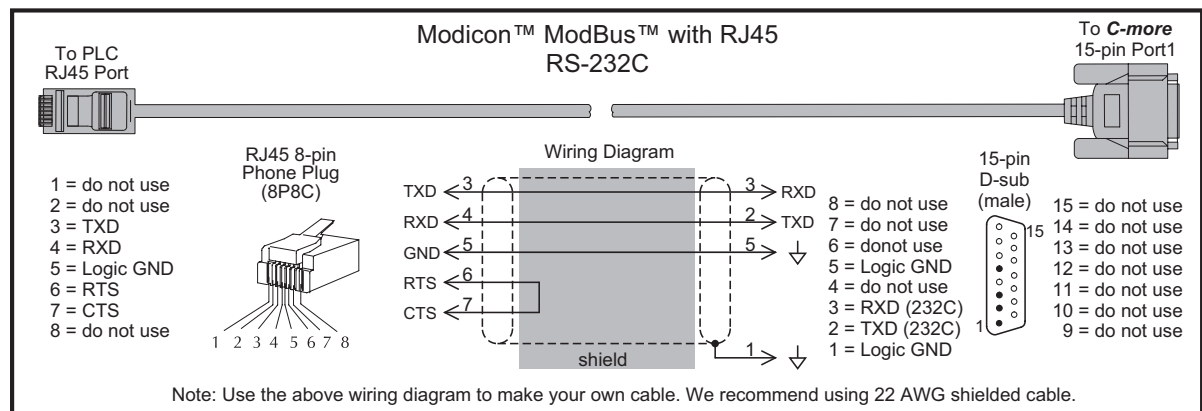 Modicon™ ModBus™ with RJ45
RS-232C
To PLC
RJ45 Port
To C-more
15-pin Port1
RJ45 8-pin
Phone Plug
(8P8C)
1 = do not use
2 = do not use
3 = TXD
4 = RXD
5 = Logic GND
6 = RTS
7 = CTS
8 = do not use
1 2 3 4 5 6 7 8
Wiring Diagram
TXD 3 3 RXD
RXD 4 2 TXD
GND 5 5
RTS 6
CTS 7
shield
1
8 = do not use
7 = do not use
6 = donot use
5 = Logic GND
4 = do not use
3 = RXD (232C)
2 = TXD (232C)
1 = Logic GND
15-pin
D-sub
(male)
15
1
15 = do not use
14 = do not use
13 = do not use
12 = do not use
11 = do not use
10 = do not use
9 = do not use
Note: Use the above wiring diagram to make your own cable. We recommend using 22 AWG shielded cable.